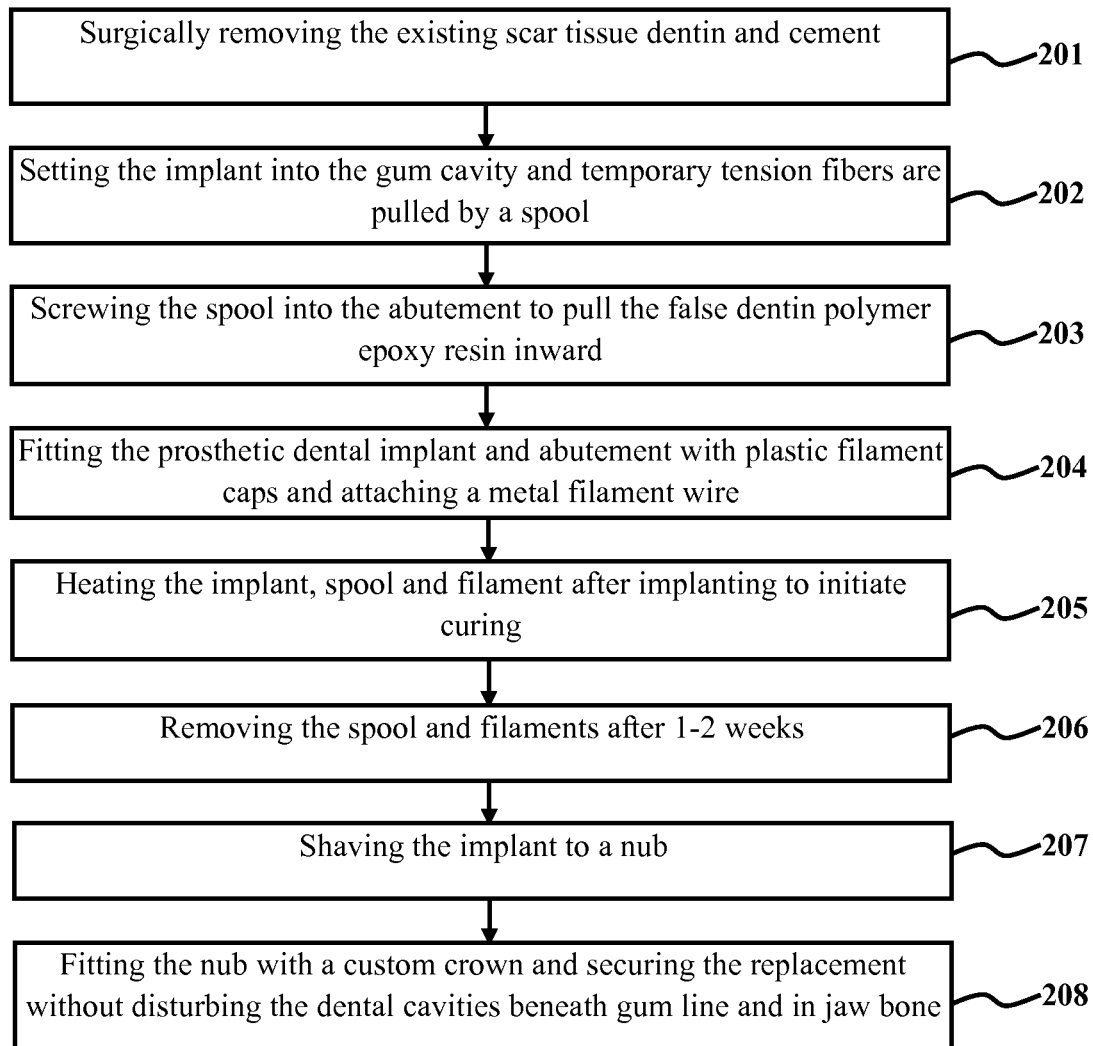 Surgically removing the existing scar tissue dentin and cement
201
Setting the implant into the gum cavity and temporary tension fibers are
pulled by a spool
202
Screwing the spool into the abutement to pull the false dentin polymer
epoxy resin inward
203
Fitting the prosthetic dental implant and abutement with plastic filament
caps and attaching a metal filament wire
204
Heating the implant, spool and filament after implanting to initiate
curing
205
Removing the spool and filaments after 1-2 weeks
206
Shaving the implant to a nub
207
Fitting the nub with a custom crown and securing the replacement
without disturbing the dental cavities beneath gum line and in jaw bone
208